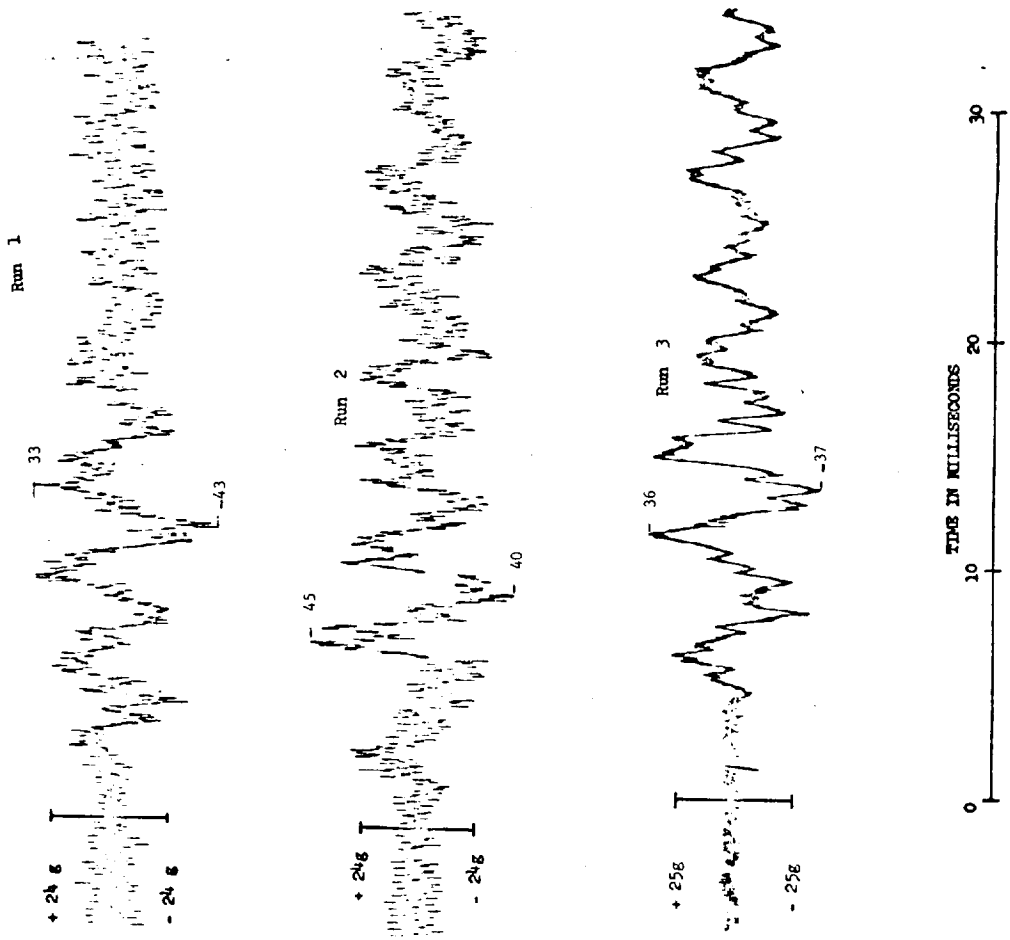 Run 1
+ 24 g
- 24 g
33
-43
Run 2
+ 24g
- 24g
45
- 40
Run 3
+ 25g
- 25g
36
-37
0
10
20
30
TIME IN MILLISECONDS